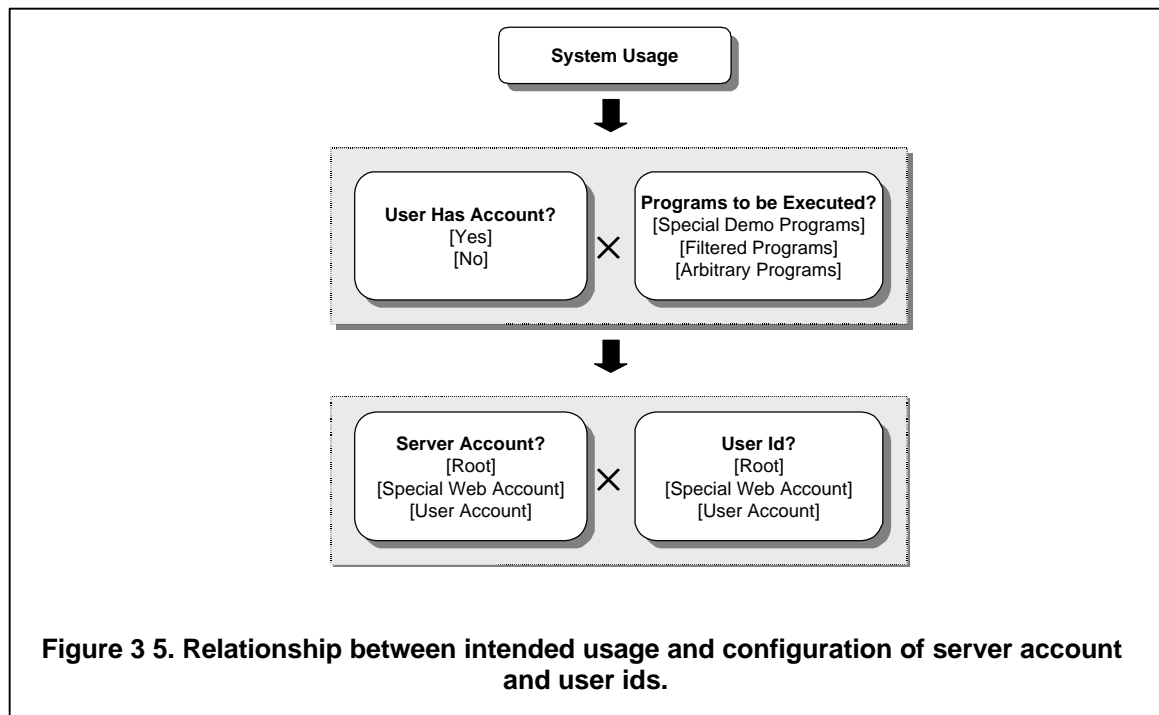 System Usage
User Has Account?
[Yes]
[No]
×
Programs to be Executed?
[Special Demo Programs]
[Filtered Programs]
[Arbitrary Programs]
Server Account?
[Root]
[Special Web Account]
[User Account]
×
User Id?
[Root]
[Special Web Account]
[User Account]
Figure 3 5. Relationship between intended usage and configuration of server account
and user ids.